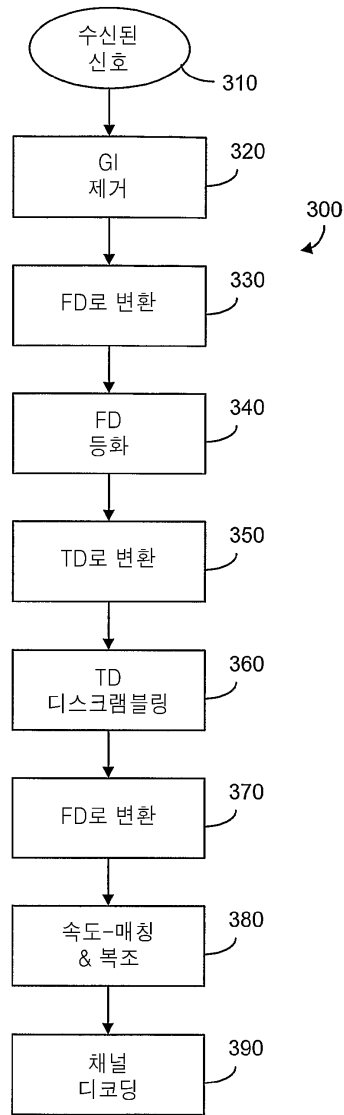 수신된
신호
310
GI
제거
320
300
FD로 변환
330
FD
등화
340
TD로 변환
350
TD
디스크램블링
360
FD로 변환
370
속도-매칭
& 복조
380
채널
디코딩
390